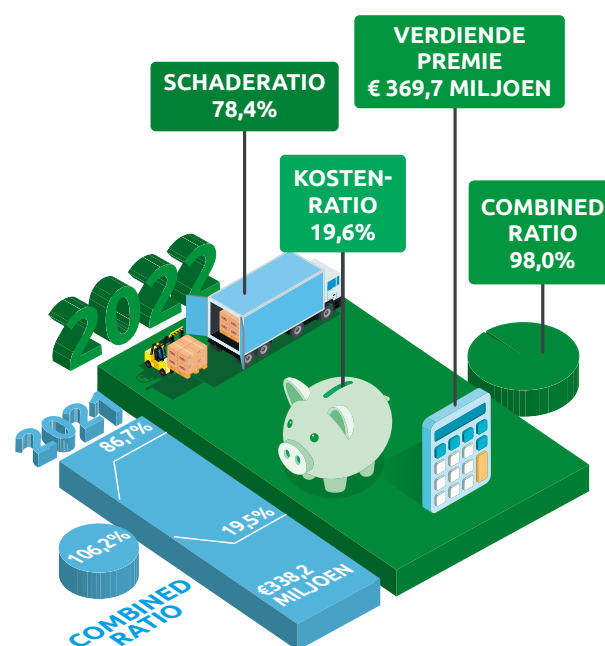 VERDIENDE
PREMIE
€ 369,7 MILJOEN
SCHADERATIO
78,4%
KOSTEN-
RATIO
19,6%
COMBINED
RATIO
98,0%
2022
2021
86,7%
19,5%
€338,2
MILJOEN
106,2%
COMBINED
RATIO